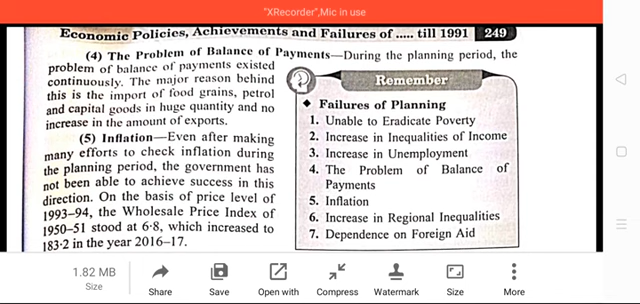 "XRecorder",Mic in use
Economic Policies, Achievements and Failures of ..... till 1991 249
(4) The Problem of Balance of Payments—During the planning period, the
problem of balance of payments existed
continuously. The major reason behind
this is the import of food grains, petrol
and capital goods in huge quantity and no
increase in the amount of exports.
(5) Inflation—Even after making
many efforts to check inflation during
the planning period, the government has
not been able to achieve success in this
direction. On the basis of price level of
1993–94, the Wholesale Price Index of
1950–51 stood at 6·8, which increased to
183·2 in the year 2016–17.
Remember
◆ Failures of Planning
1. Unable to Eradicate Poverty
2. Increase in Inequalities of Income
3. Increase in Unemployment
4. The Problem of Balance of
Payments
5. Inflation
6. Increase in Regional Inequalities
7. Dependence on Foreign Aid
1.82 MB
Size
Share
Save
Open with
Compress
Watermark
Size
More